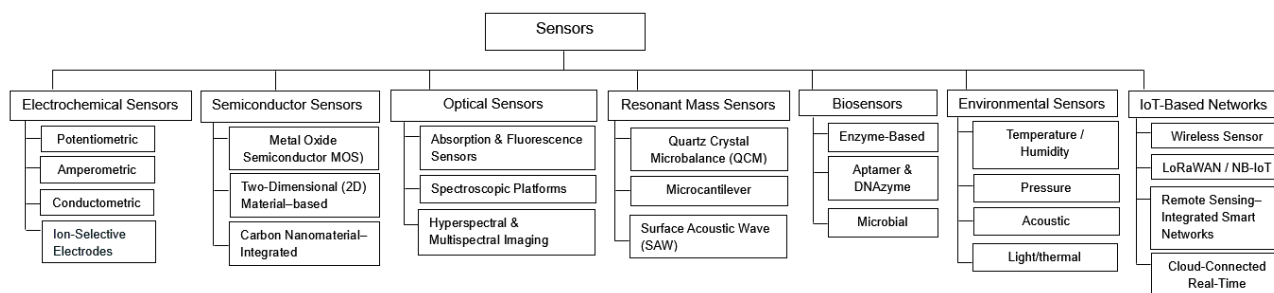 Sensors
Electrochemical Sensors
Potentiometric
Amperometric
Conductometric
Ion-Selective
Electrodes
Semiconductor Sensors
Metal Oxide
Semiconductor MOS)
Two-Dimensional (2D)
Material–based
Carbon Nanomaterial–
Integrated
Optical Sensors
Absorption & Fluorescence
Sensors
Spectroscopic Platforms
Hyperspectral &
Multispectral Imaging
Resonant Mass Sensors
Quartz Crystal
Microbalance (QCM)
Microcantilever
Surface Acoustic Wave
(SAW)
Biosensors
Enzyme-Based
Aptamer &
DNAzyme
Microbial
Environmental Sensors
Temperature /
Humidity
Pressure
Acoustic
Light/thermal
IoT-Based Networks
Wireless Sensor
LoRaWAN / NB-IoT
Remote Sensing–
Integrated Smart
Networks
Cloud-Connected
Real-Time